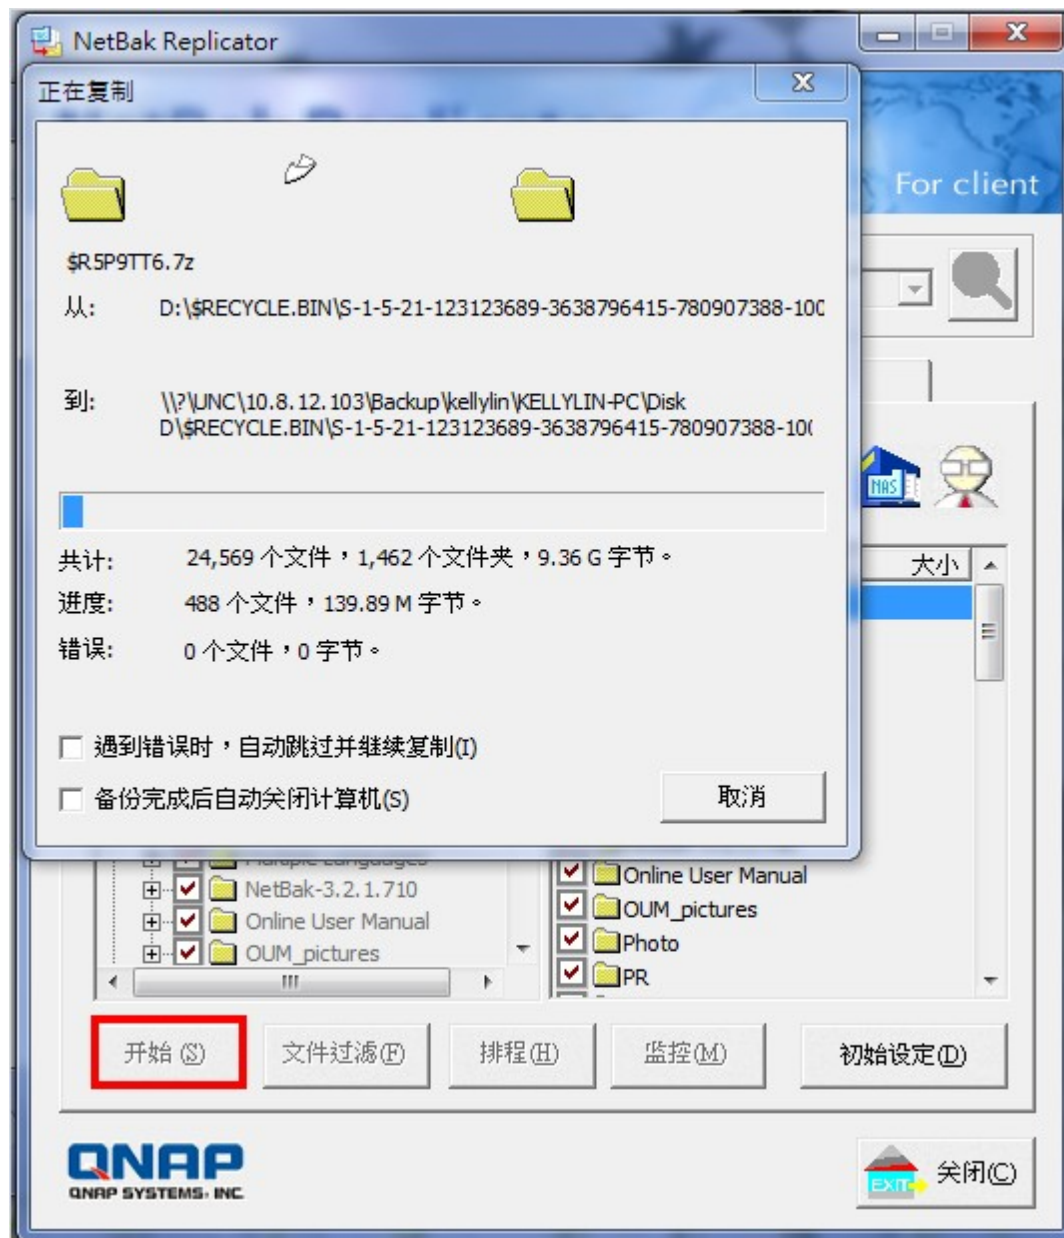 NetBak Replicator
正在复制
For client
$R5P9TT6.7z
从: D:\$RECYCLE.BIN\S-1-5-21-123123689-3638796415-780907388-100
到: \\?\UNC\10.8.12.103\Backup\kellylin\KELLYLIN-PC\Disk
D\$RECYCLE.BIN\S-1-5-21-123123689-3638796415-780907388-100
NAS
共计: 24,569 个文件，1,462 个文件夹，9.36 G 字节。
大小
进度: 488 个文件，139.89 M 字节。
错误: 0 个文件，0 字节。
遇到错误时，自动跳过并继续复制(I)
备份完成后自动关闭计算机(S)
取消
Multiple Languages
NetBak-3.2.1.710
Online User Manual
OUM_pictures
Online User Manual
OUM_pictures
Photo
PR
开始 (S)
文件过滤(F)
排程(H)
监控(M)
初始设定(D)
QNAP
QNAP SYSTEMS, INC.
EXIT
关闭(C)